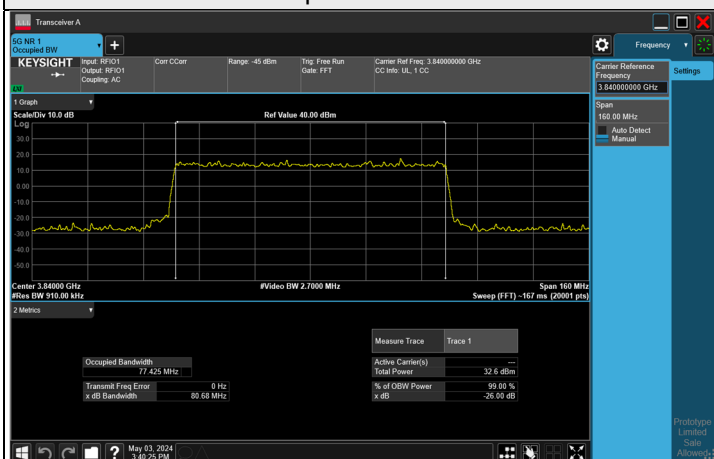 Transceiver A
5G NR 1
Occupied BW
Frequency
KEYSIGHT
Input: RFIO1
Output: RFIO1
Coupling: AC
Corr CCorr
Range: -45 dBm
Trig: Free Run
Gate: FFT
Carrier Ref Freq: 3.840000000 GHz
CC Info: UL, 1 CC
LXI
Carrier Reference
Frequency
3.840000000 GHz
Settings
Span
160.00 MHz
Auto Detect
Manual
1 Graph
Scale/Div 10.0 dB
Ref Value 40.00 dBm
Log
30.0
20.0
10.0
0.00
-10.0
-20.0
-30.0
-40.0
-50.0
Center 3.84000 GHz
#Video BW 2.7000 MHz
Span 160 MHz
#Res BW 910.00 kHz
Sweep (FFT) ~167 ms (20001 pts)
2 Metrics
Measure Trace
Trace 1
Occupied Bandwidth
77.425 MHz
Active Carrier(s)
---
Total Power
32.6 dBm
Transmit Freq Error
0 Hz
% of OBW Power
99.00 %
x dB Bandwidth
80.68 MHz
x dB
-26.00 dB
May 03, 2024
3:40:25 PM
Prototype
Limited
Sale
Allowed